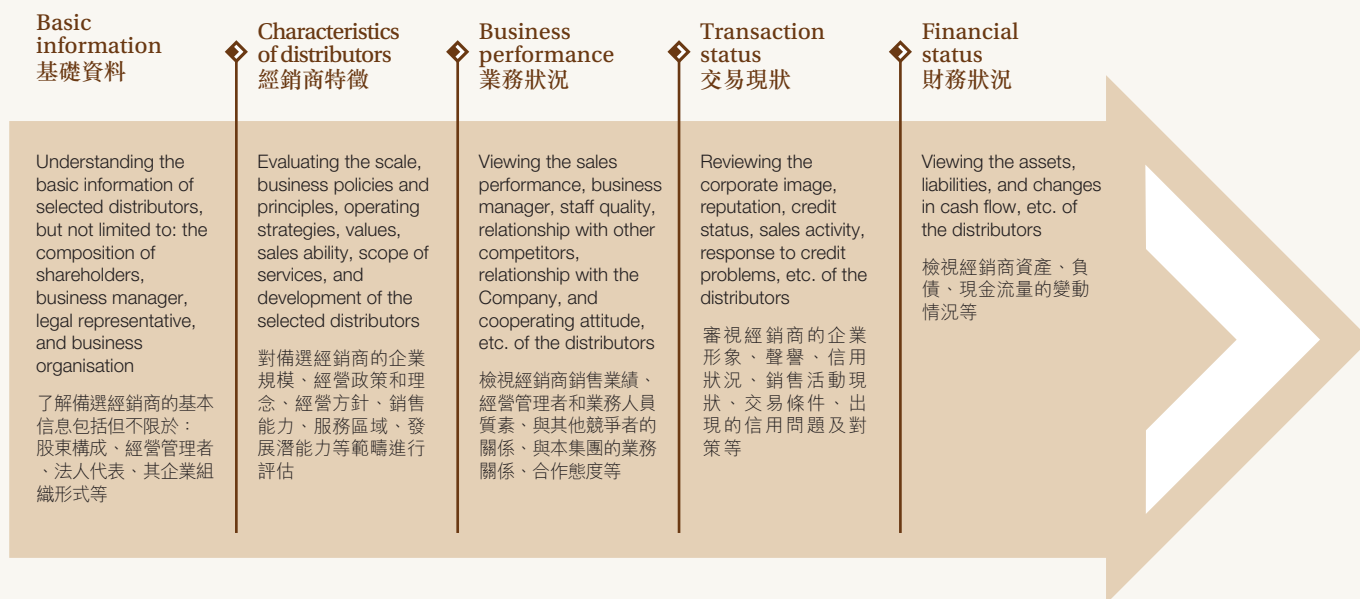 Basic
information
基礎資料
Understanding the
basic information of
selected distributors,
but not limited to: the
composition of
shareholders,
business manager,
legal representative,
and business
organisation
了解備選經銷商的基本
信息包括但不限於：
股東構成、經營管理者
、法人代表、其企業組
織形式等
Characteristics
of distributors
經銷商特徵
Evaluating the scale,
business policies and
principles, operating
strategies, values,
sales ability, scope of
services, and
development of the
selected distributors
對備選經銷商的企業
規模、經營政策和理
念、經營方針、銷售
能力、服務區域、發
展潛能力等範疇進行
評估
Business
performance
業務狀況
Viewing the sales
performance, business
manager, staff quality,
relationship with other
competitors,
relationship with the
Company, and
cooperating attitude,
etc. of the distributors
檢視經銷商銷售業績、
經營管理者和業務人員
質素、與其他競爭者的
關係、與本集團的業務
關係、合作態度等
Transaction
status
交易現狀
Reviewing the
corporate image,
reputation, credit
status, sales activity,
response to credit
problems, etc. of the
distributors
審視經銷商的企業
形象、聲譽、信用
狀況、銷售活動現
狀、交易條件、出
現的信用問題及對
策等
Financial
status
財務狀況
Viewing the assets,
liabilities, and changes
in cash flow, etc. of
the distributors
檢視經銷商資產、負
債、現金流量的變動
情況等